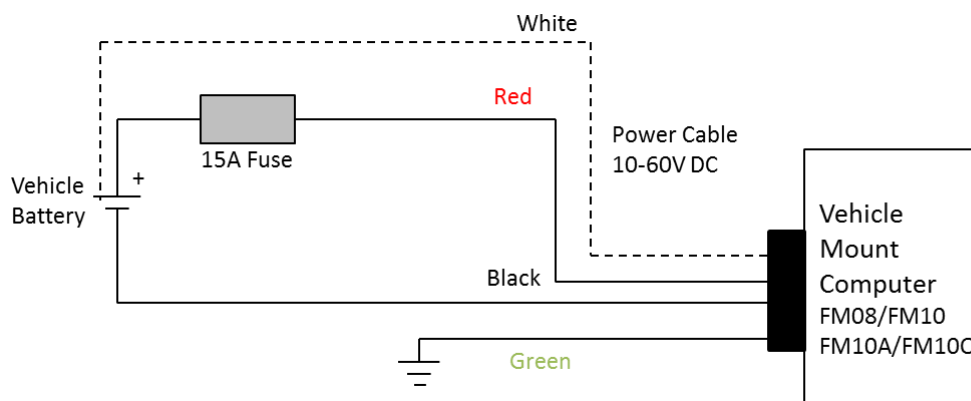 White
Red
15A Fuse
Power Cable
10-60V DC
+
Vehicle
Battery
Black
Green
Vehicle
Mount
Computer
FM08/FM10
FM10A/FM10C